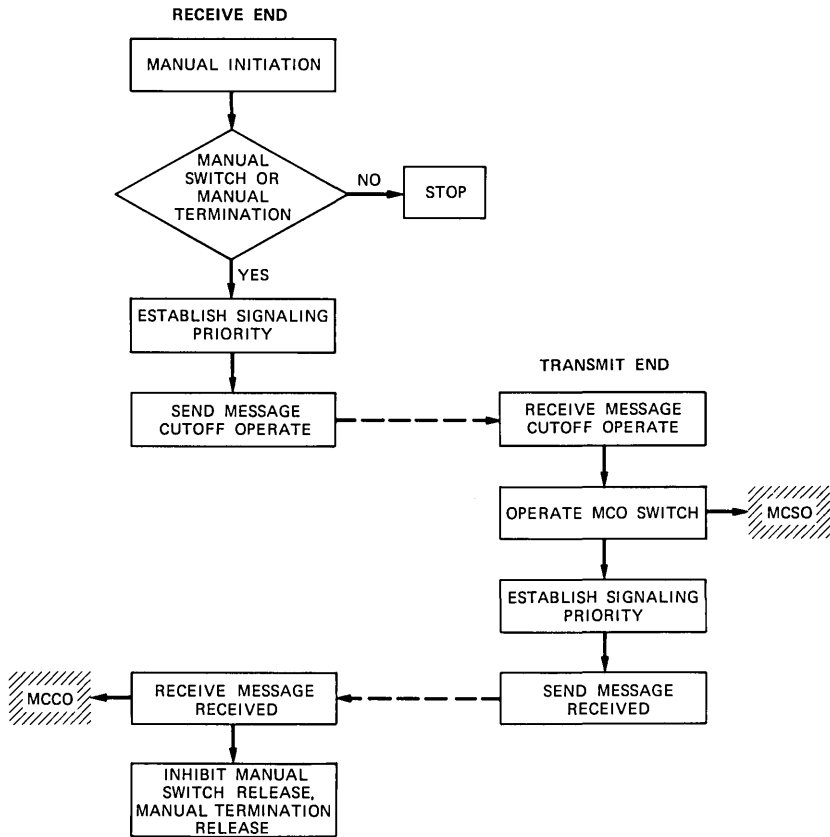 RECEIVE END
MANUAL INITIATION
MANUAL
SWITCH OR
MANUAL
TERMINATION
NO
STOP
YES
ESTABLISH SIGNALING
PRIORITY
SEND MESSAGE
CUTOFF OPERATE
TRANSMIT END
RECEIVE MESSAGE
CUTOFF OPERATE
OPERATE MCO SWITCH
MCSO
ESTABLISH SIGNALING
PRIORITY
SEND MESSAGE
RECEIVED
RECEIVE MESSAGE
RECEIVED
MCCO
INHIBIT MANUAL
SWITCH RELEASE,
MANUAL TERMINATION
RELEASE